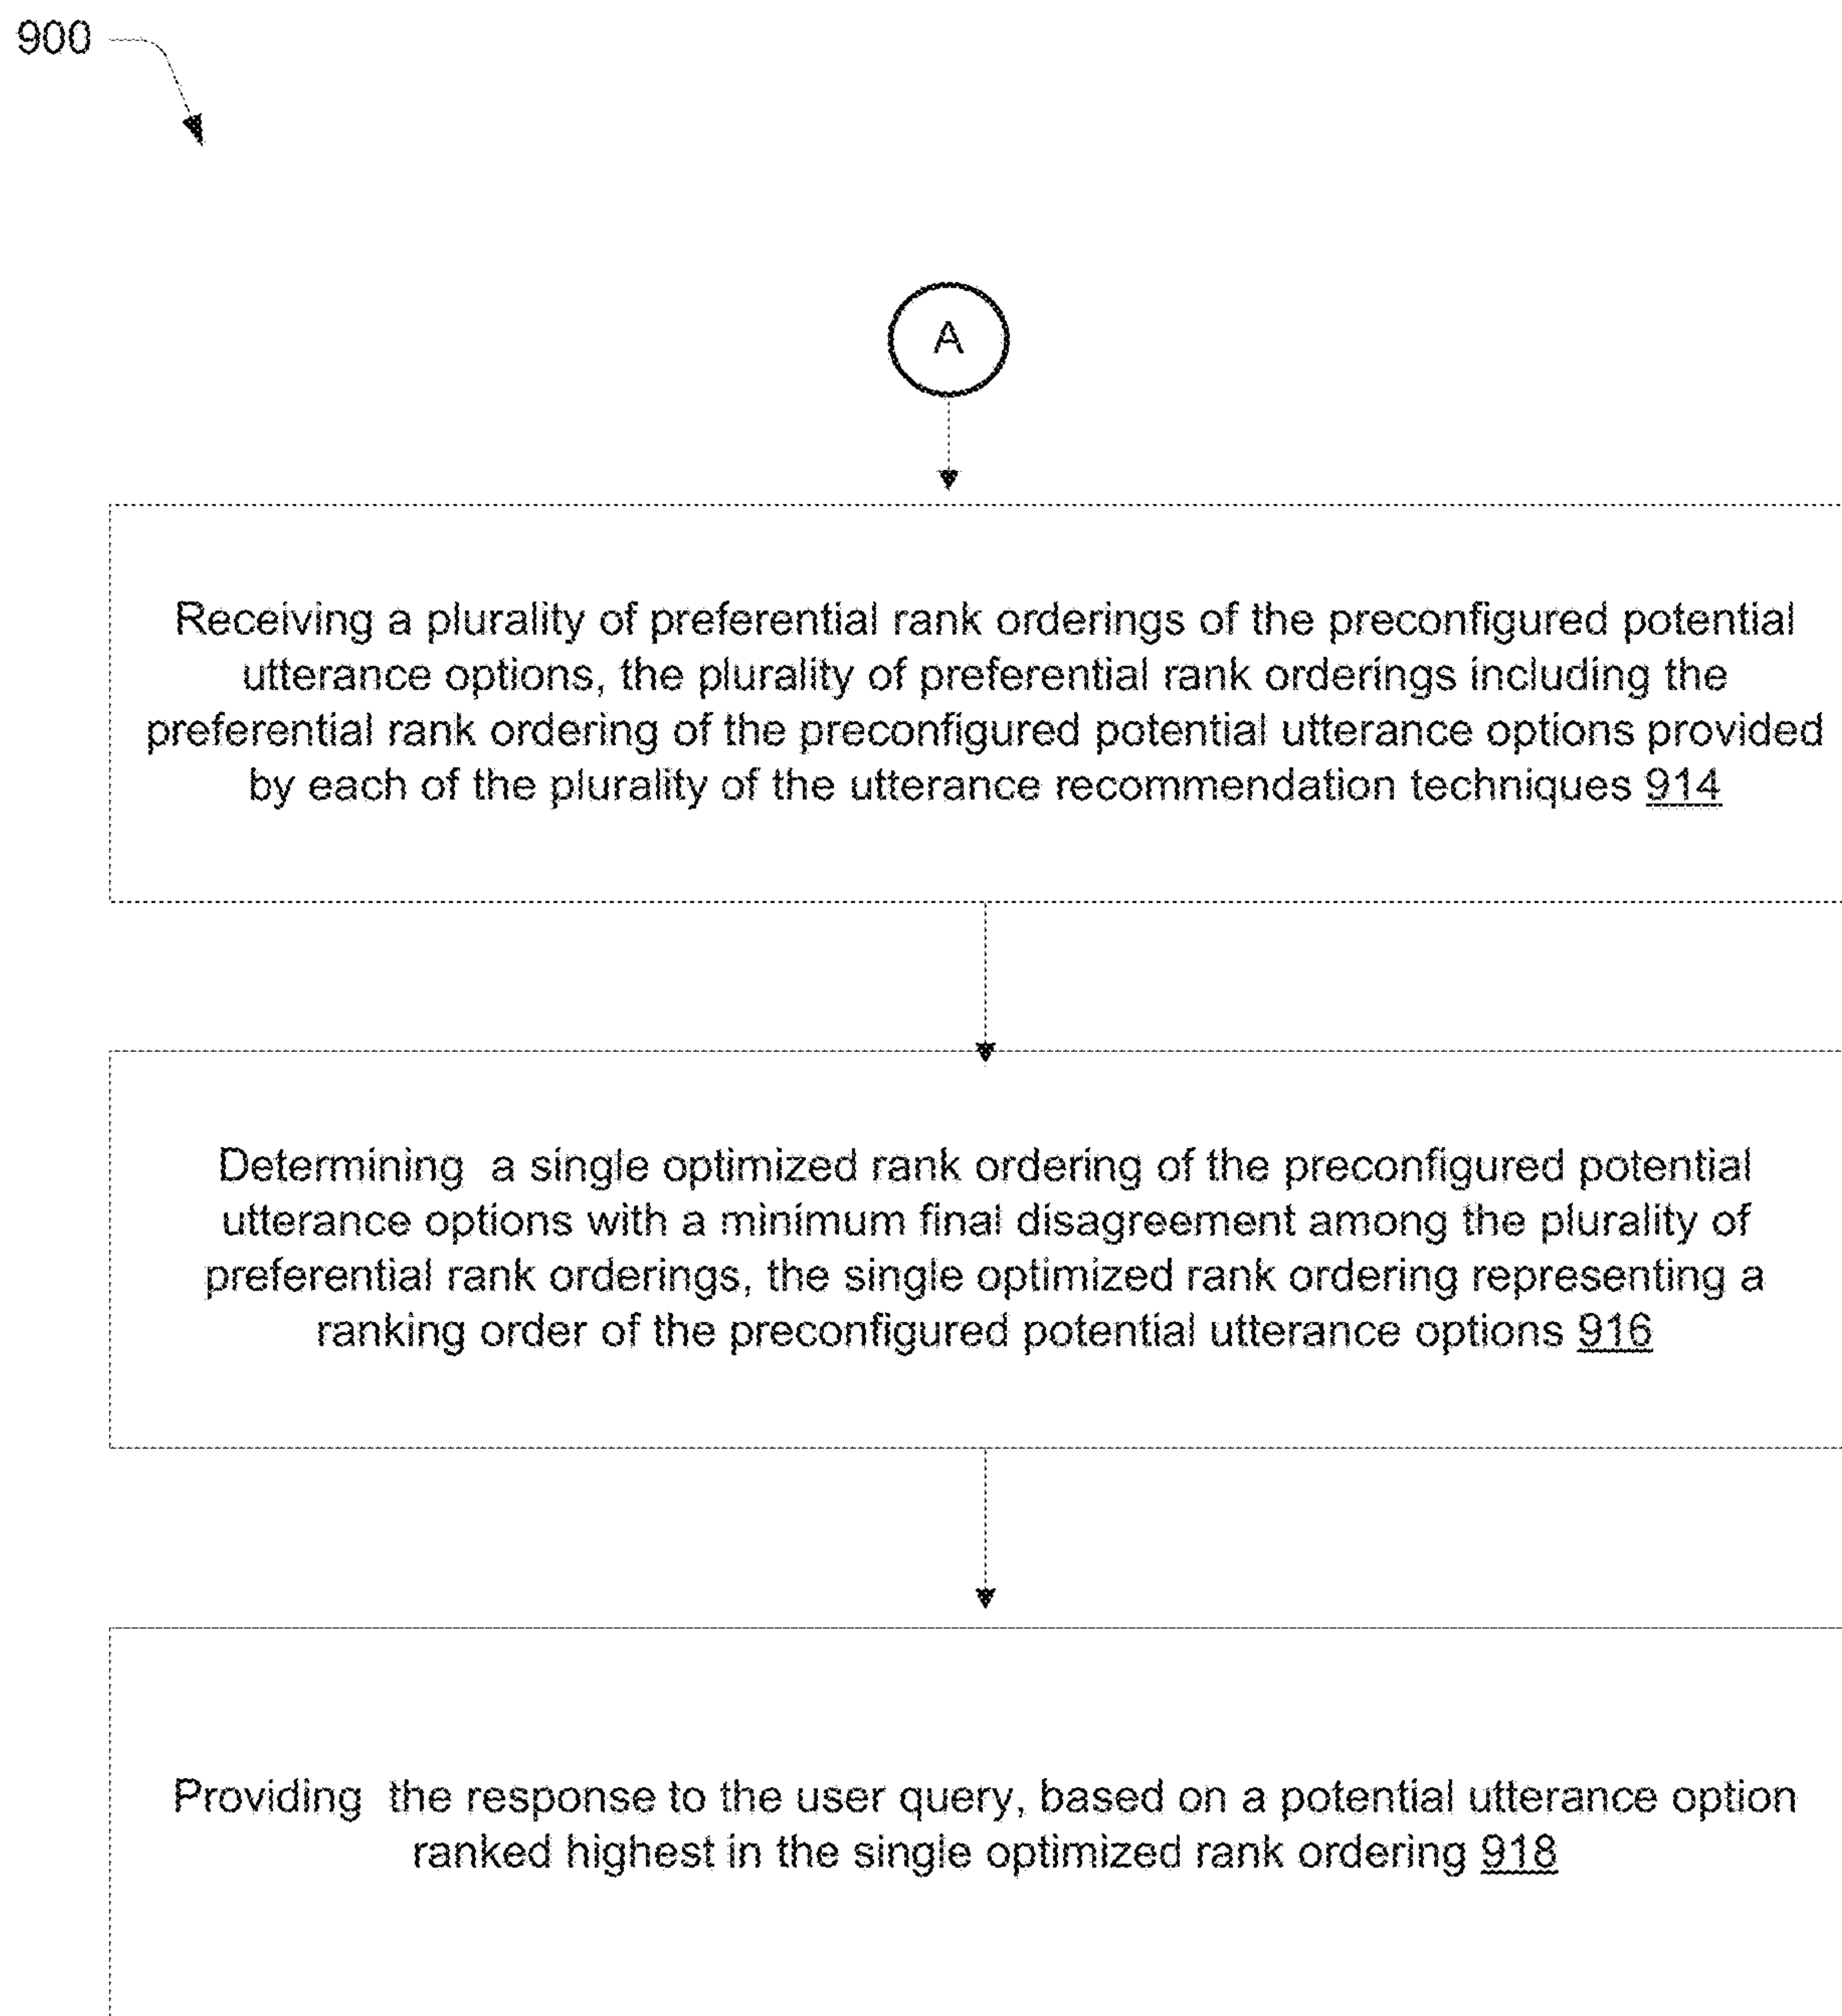 900
A
Receiving a plurality of preferential rank orderings of the preconfigured potential
utterance options, the plurality of preferential rank orderings including the
preferential rank ordering of the preconfigured potential utterance options provided
by each of the plurality of the utterance recommendation techniques 914
Determining a single optimized rank ordering of the preconfigured potential
utterance options with a minimum final disagreement among the plurality of
preferential rank orderings, the single optimized rank ordering representing a
ranking order of the preconfigured potential utterance options 916
Providing the response to the user query, based on a potential utterance option
ranked highest in the single optimized rank ordering 918